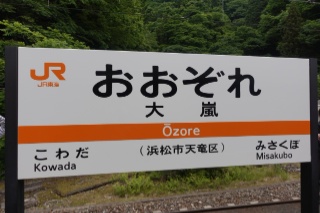 JR
JR東海
おおぞれ
大嵐
Ōzore
こわだ
Kowada
(浜松市天竜区)
みさくぼ
Misakubo